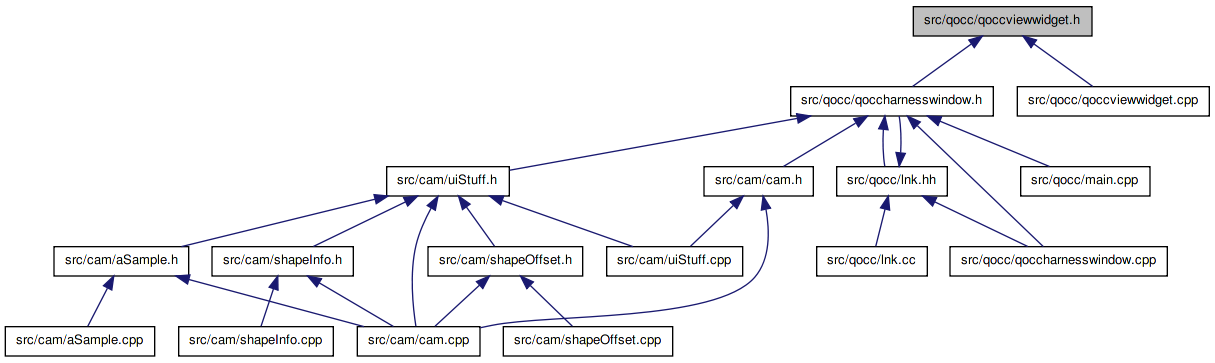 src/qocc/qoccviewwidget.h
src/qocc/qoccharnesswindow.h
src/qocc/qoccviewwidget.cpp
src/cam/uiStuff.h
src/cam/cam.h
src/qocc/lnk.hh
src/qocc/main.cpp
src/cam/aSample.h
src/cam/shapeInfo.h
src/cam/shapeOffset.h
src/cam/uiStuff.cpp
src/qocc/lnk.cc
src/qocc/qoccharnesswindow.cpp
src/cam/aSample.cpp
src/cam/shapeInfo.cpp
src/cam/cam.cpp
src/cam/shapeOffset.cpp